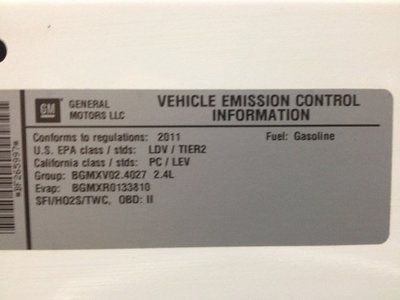 GM
GENERAL MOTORS LLC
VEHICLE EMISSION CONTROL
INFORMATION
Conforms to regulations: 2011 Fuel: Gasoline
U.S. EPA class / stds: LDV / TIER2
California class / stds: PC / LEV
Group: BGMXV02.4027 2.4L
Evap: BGMXR0133810
SFI/HO2S/TWC, OBD: II
*BF265997*